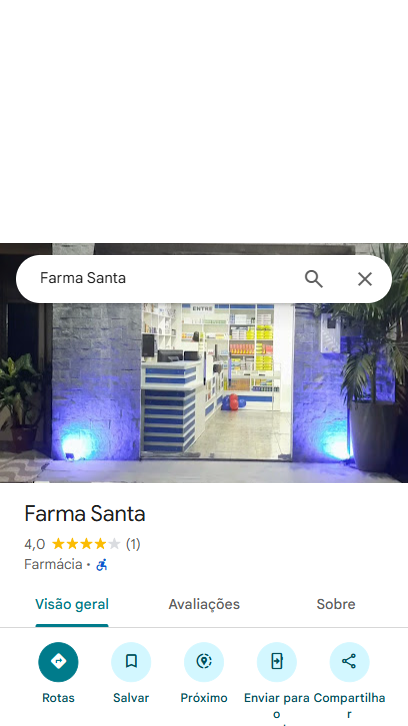 Farma Santa
ENTRE
Farma Santa
4,0 (1)
Farmácia ·
Visão geral Avaliações Sobre
Rotas Salvar Próximo Enviar para o Compartilhar